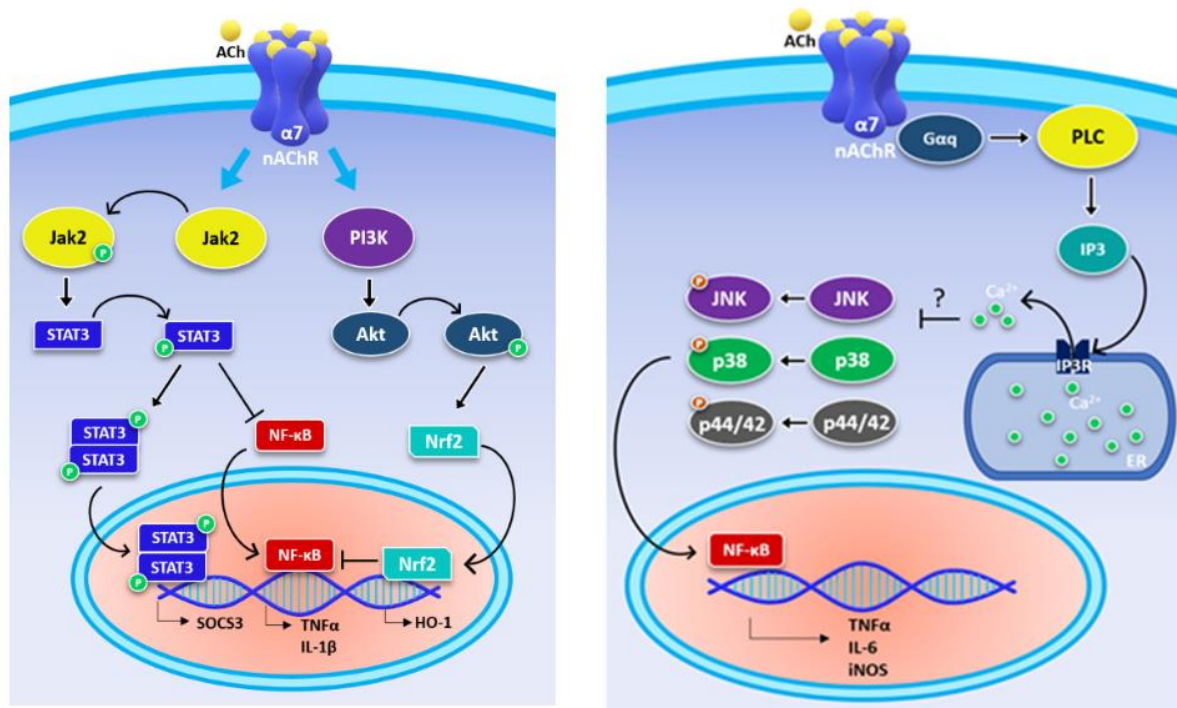 ACh
α7
nAChR
Jak2
P
Jak2
PI3K
STAT3
STAT3
P
Akt
Akt
P
STAT3
P
STAT3
P
NF-κB
Nrf2
STAT3
P
STAT3
P
NF-κB
Nrf2
SOCS3
TNFα
IL-1β
HO-1
ACh
α7
nAChR
Gαq
PLC
IP3
P
JNK
JNK
?
Ca²⁺
P
p38
p38
IP3R
Ca²⁺
P
p44/42
p44/42
ER
NF-κB
TNFα
IL-6
iNOS